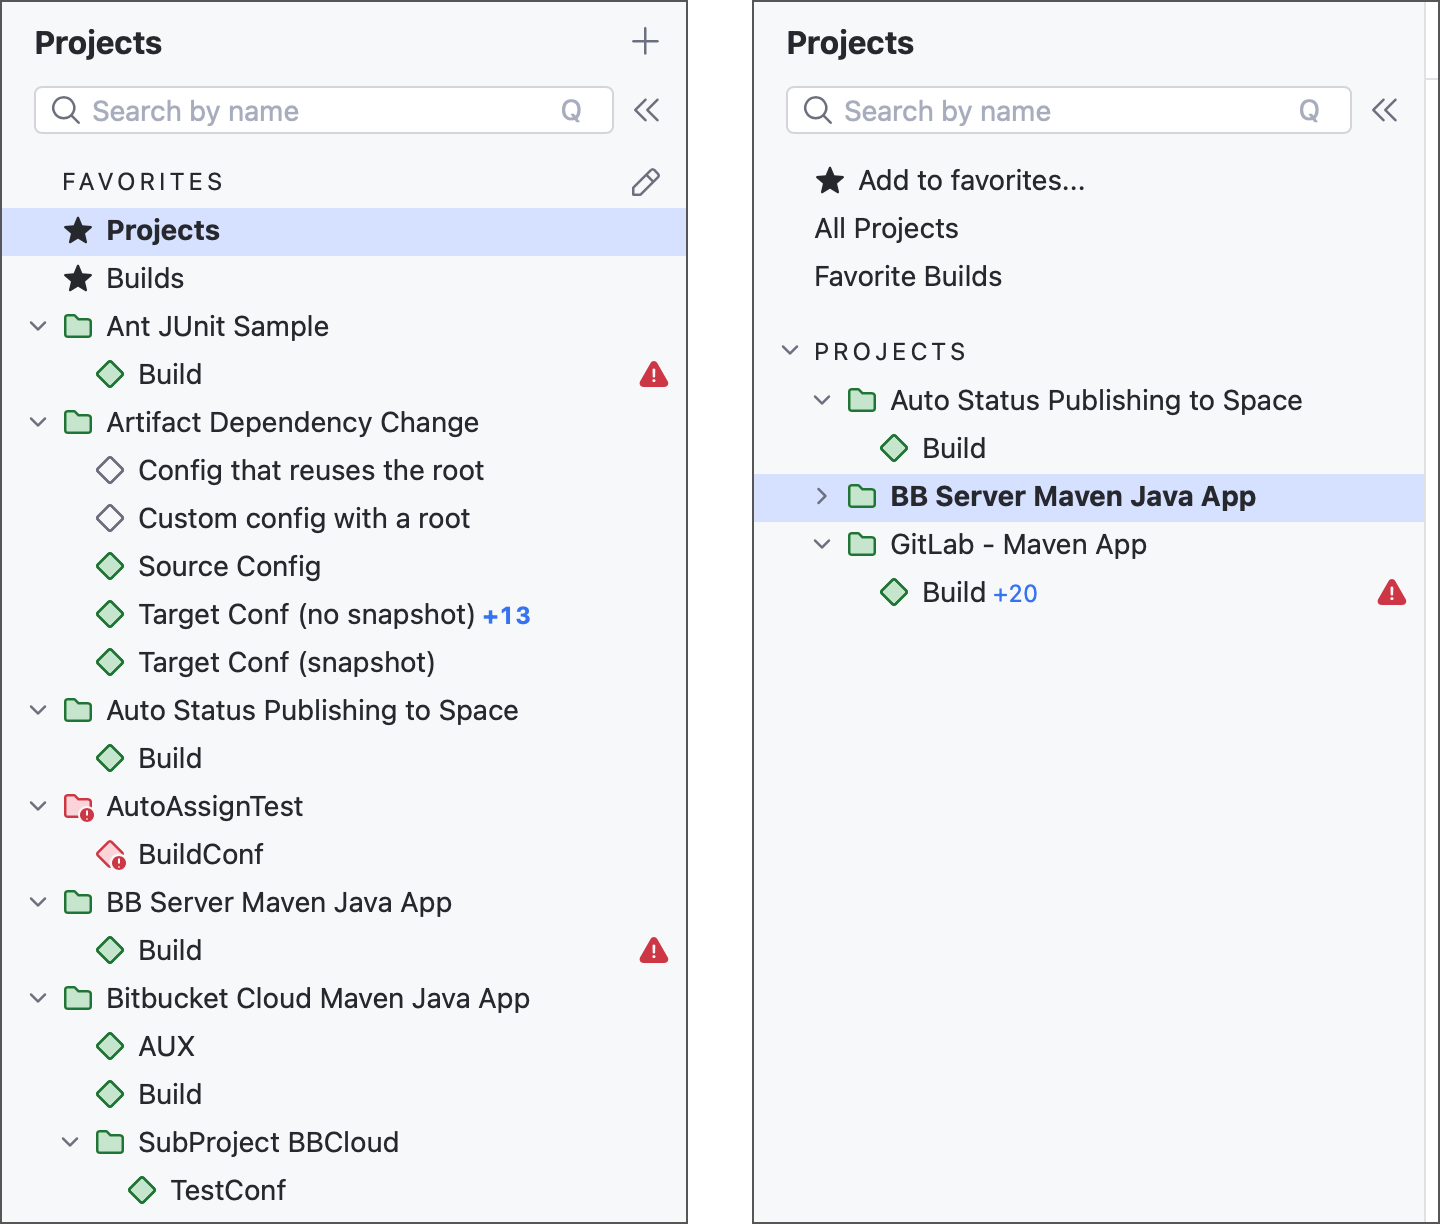 Projects
Search by name Q
FAVORITES
Projects
Builds
Ant JUnit Sample
Build
Artifact Dependency Change
Config that reuses the root
Custom config with a root
Source Config
Target Conf (no snapshot) +13
Target Conf (snapshot)
Auto Status Publishing to Space
Build
AutoAssignTest
BuildConf
BB Server Maven Java App
Build
Bitbucket Cloud Maven Java App
AUX
Build
SubProject BBCloud
TestConf
Projects
Search by name Q
Add to favorites...
All Projects
Favorite Builds
PROJECTS
Auto Status Publishing to Space
Build
BB Server Maven Java App
GitLab - Maven App
Build +20